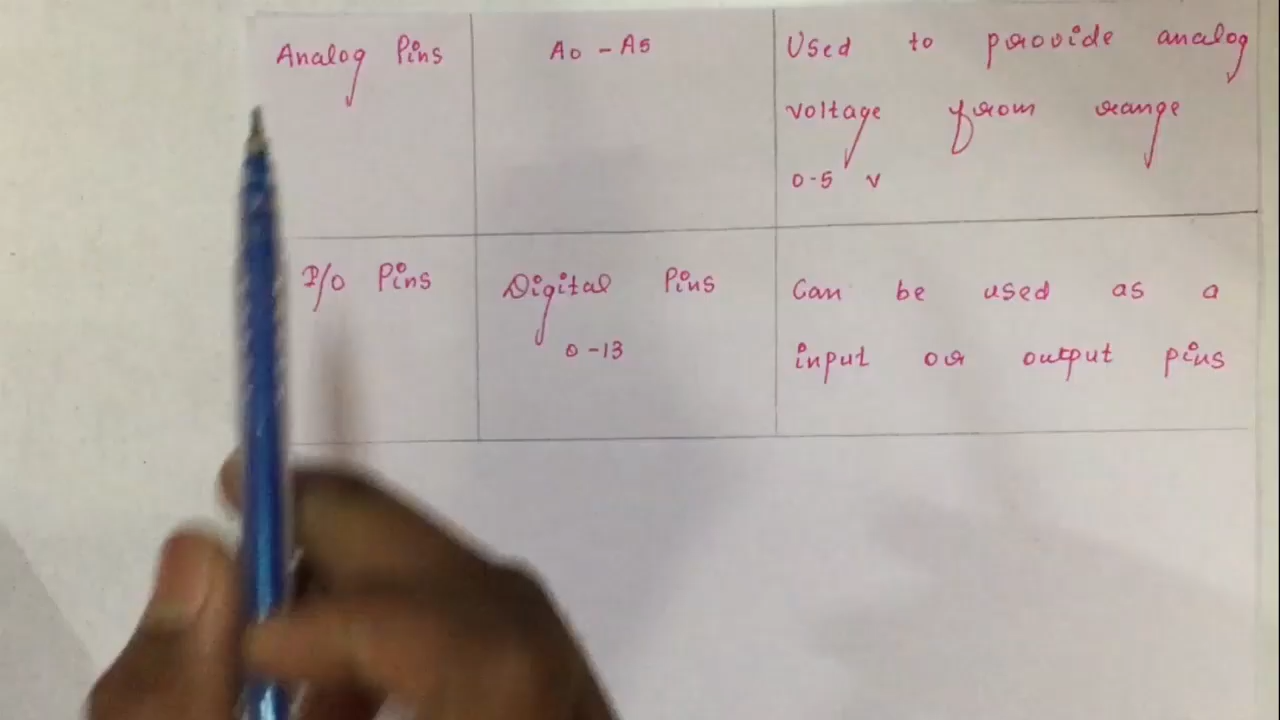 Analog Pins
A0 - A5
Used to provide analog
voltage from range
0-5 V
I/O Pins
Digital Pins
0-13
Can be used as a
input or output pins